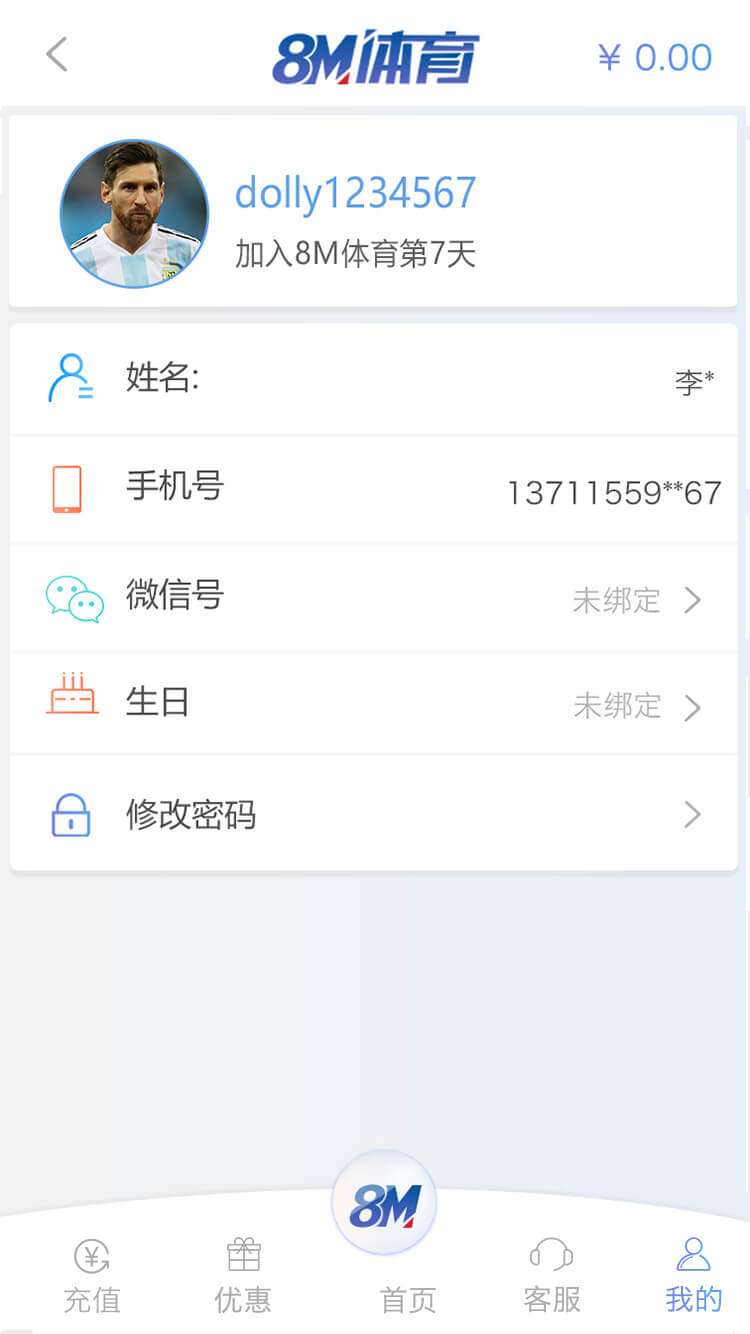 8M体育
¥ 0.00
dolly1234567
加入8M体育第7天
姓名:
李*
手机号
13711559**67
微信号
未绑定
生日
未绑定
修改密码
8M
充值
优惠
首页
客服
我的